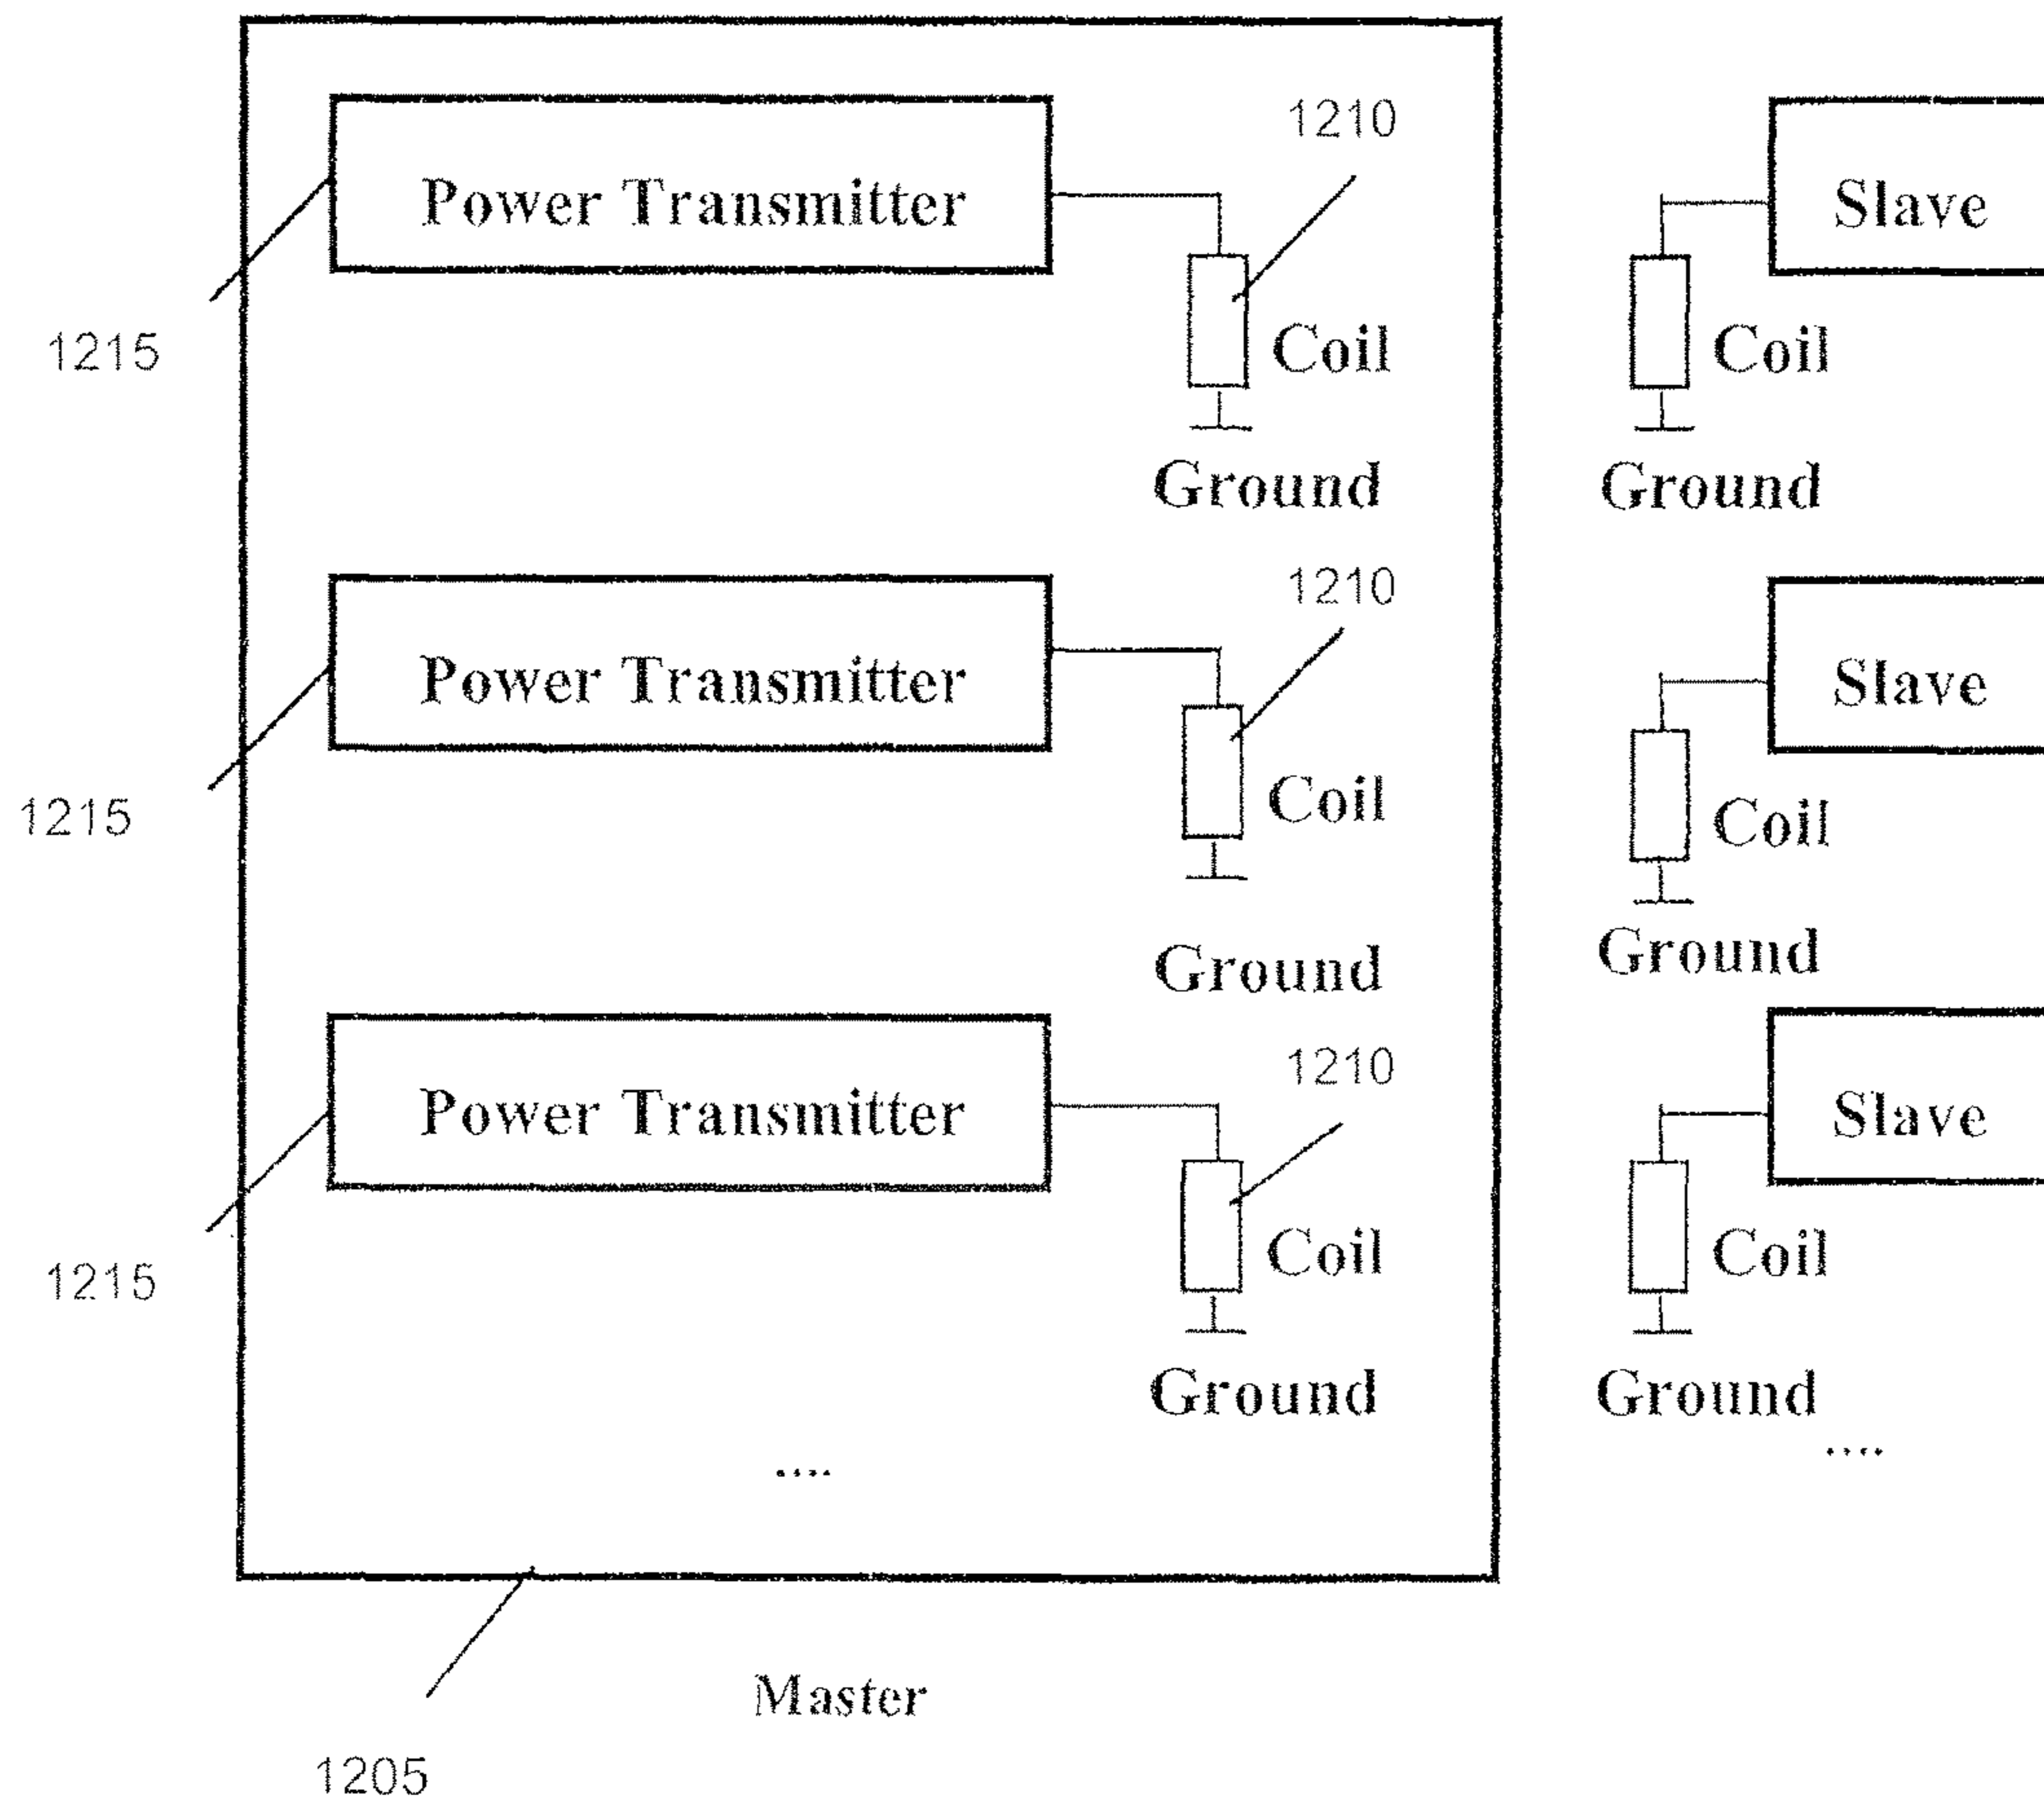 1210
Power Transmitter
Slave
1215
Coil
Coil
Ground
Ground
1210
Power Transmitter
Slave
1215
Coil
Coil
Ground
Ground
1210
Power Transmitter
Slave
1215
Coil
Coil
Ground
Ground
....
....
Master
1205